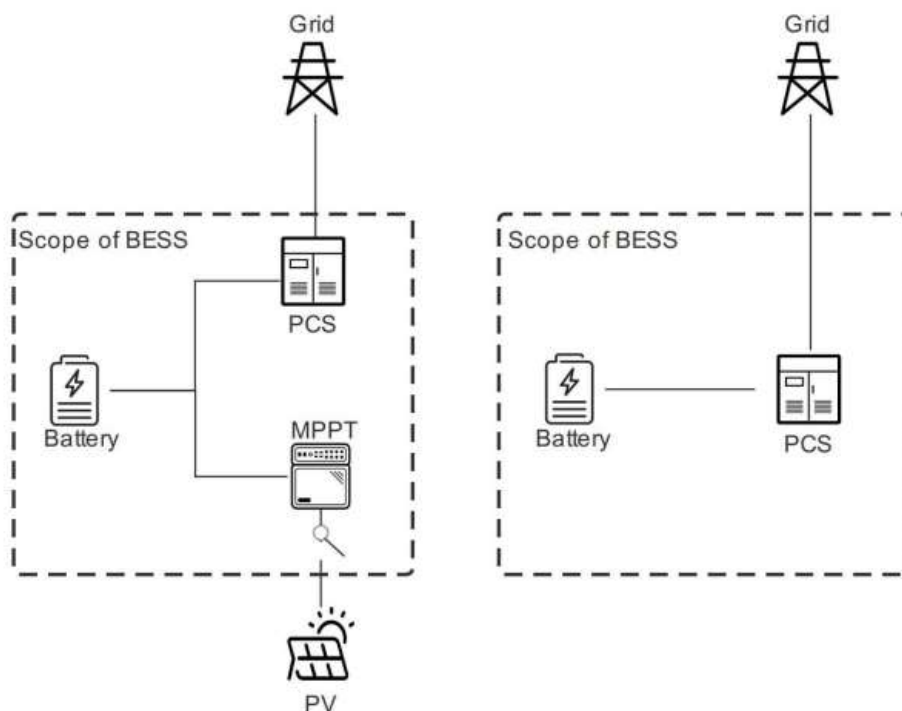 Grid
Scope of BESS
PCS
Battery
MPPT
PV
Grid
Scope of BESS
Battery
PCS